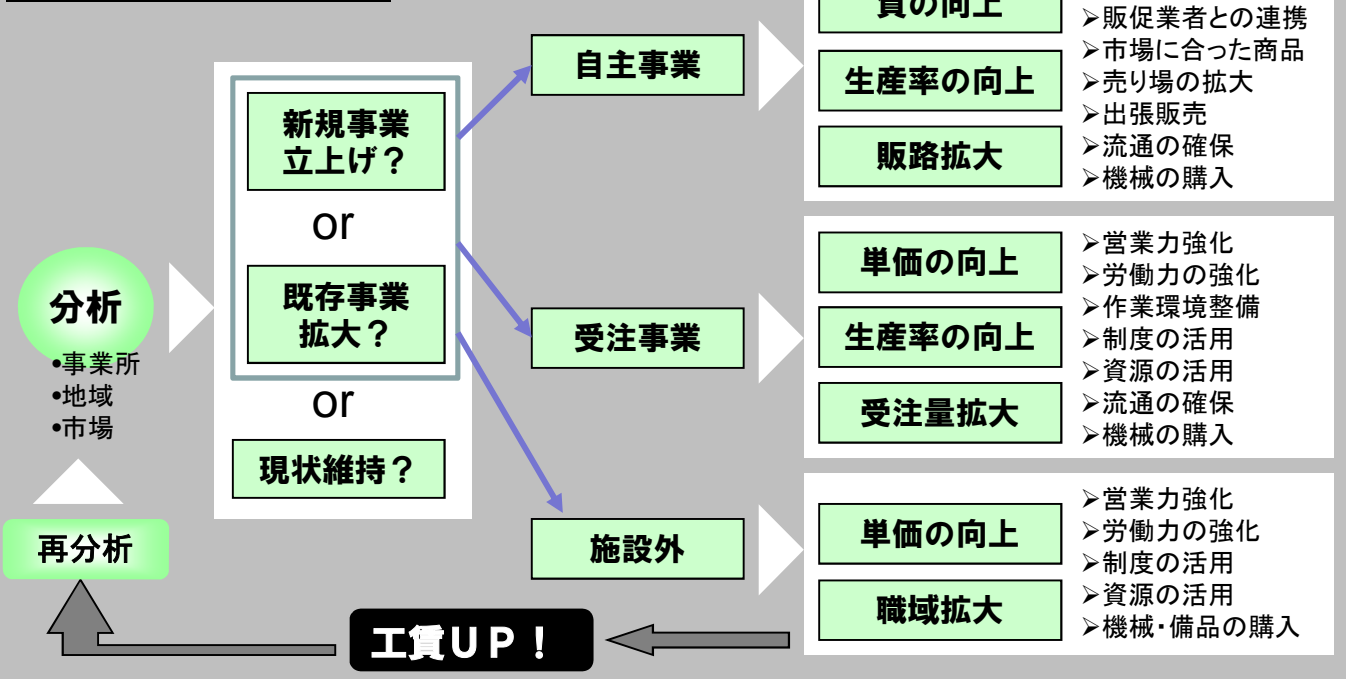 分析
•事業所
•地域
•市場
再分析
新規事業
立上げ？
or
既存事業
拡大？
or
現状維持？
自主事業
受注事業
施設外
質の向上
生産率の向上
販路拡大
➢販促業者との連携
➢市場に合った商品
➢売り場の拡大
➢出張販売
➢流通の確保
➢機械の購入
単価の向上
生産率の向上
受注量拡大
➢営業力強化
➢労働力の強化
➢作業環境整備
➢制度の活用
➢資源の活用
➢流通の確保
➢機械の購入
単価の向上
職域拡大
➢営業力強化
➢労働力の強化
➢制度の活用
➢資源の活用
➢機械・備品の購入
工賃ＵＰ！